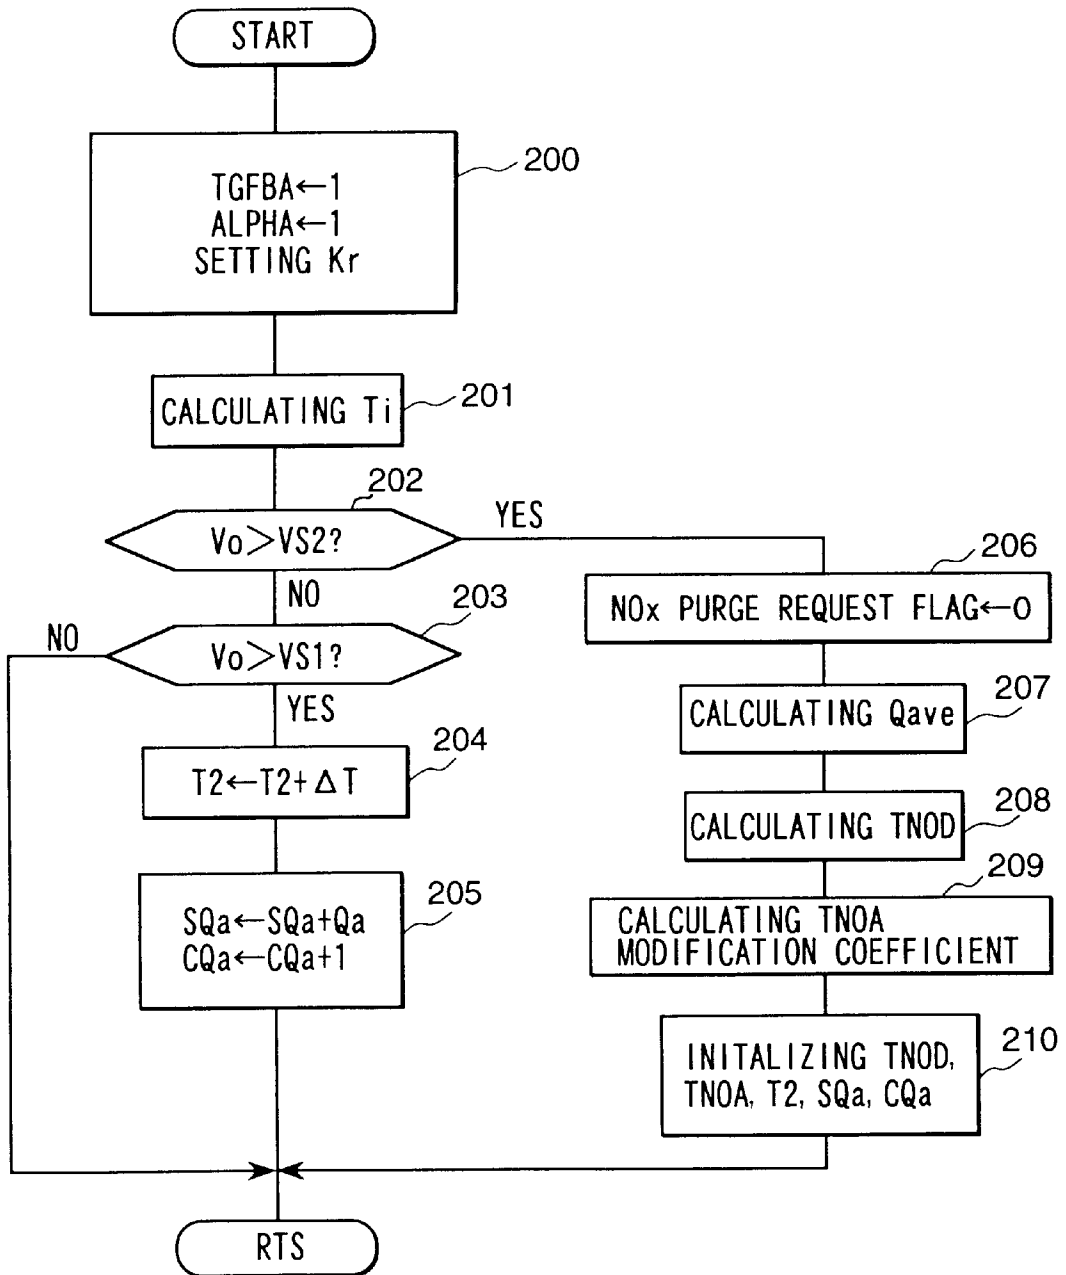 START
200
TGFBA←1
ALPHA←1
SETTING Kr
201
CALCULATING Ti
202
Vo>VS2?
YES
NO
203
NO
Vo>VS1?
YES
204
T2←T2+ΔT
205
SQa←SQa+Qa
CQa←CQa+1
206
NOx PURGE REQUEST FLAG←0
207
CALCULATING Qave
208
CALCULATING TNOD
209
CALCULATING TNOA
MODIFICATION COEFFICIENT
210
INITALIZING TNOD,
TNOA, T2, SQa, CQa
RTS